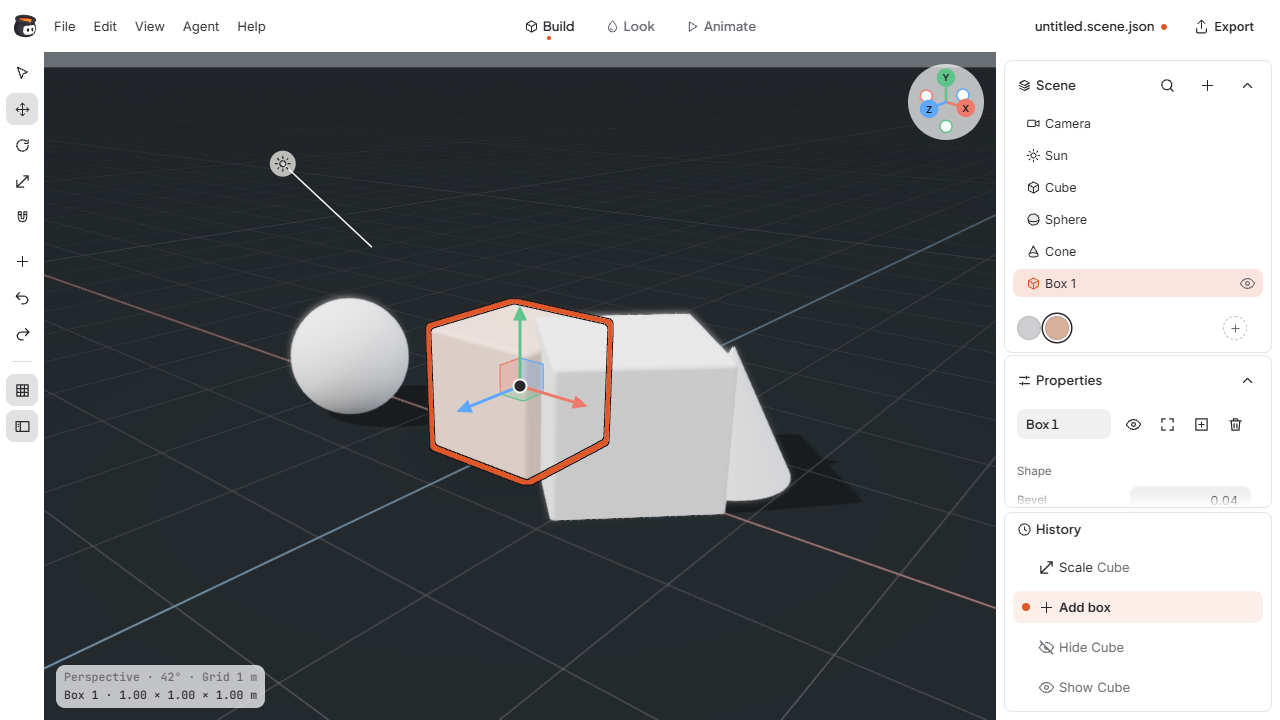 File Edit View Agent Help
Build Look Animate
untitled.scene.json Export
Scene
Camera
Sun
Cube
Sphere
Cone
Box 1
Properties
Box 1
Shape
Bevel 0.04
History
Scale Cube
Add box
Hide Cube
Show Cube
Y
Z X
Perspective · 42° · Grid 1 m
Box 1 · 1.00 × 1.00 × 1.00 m